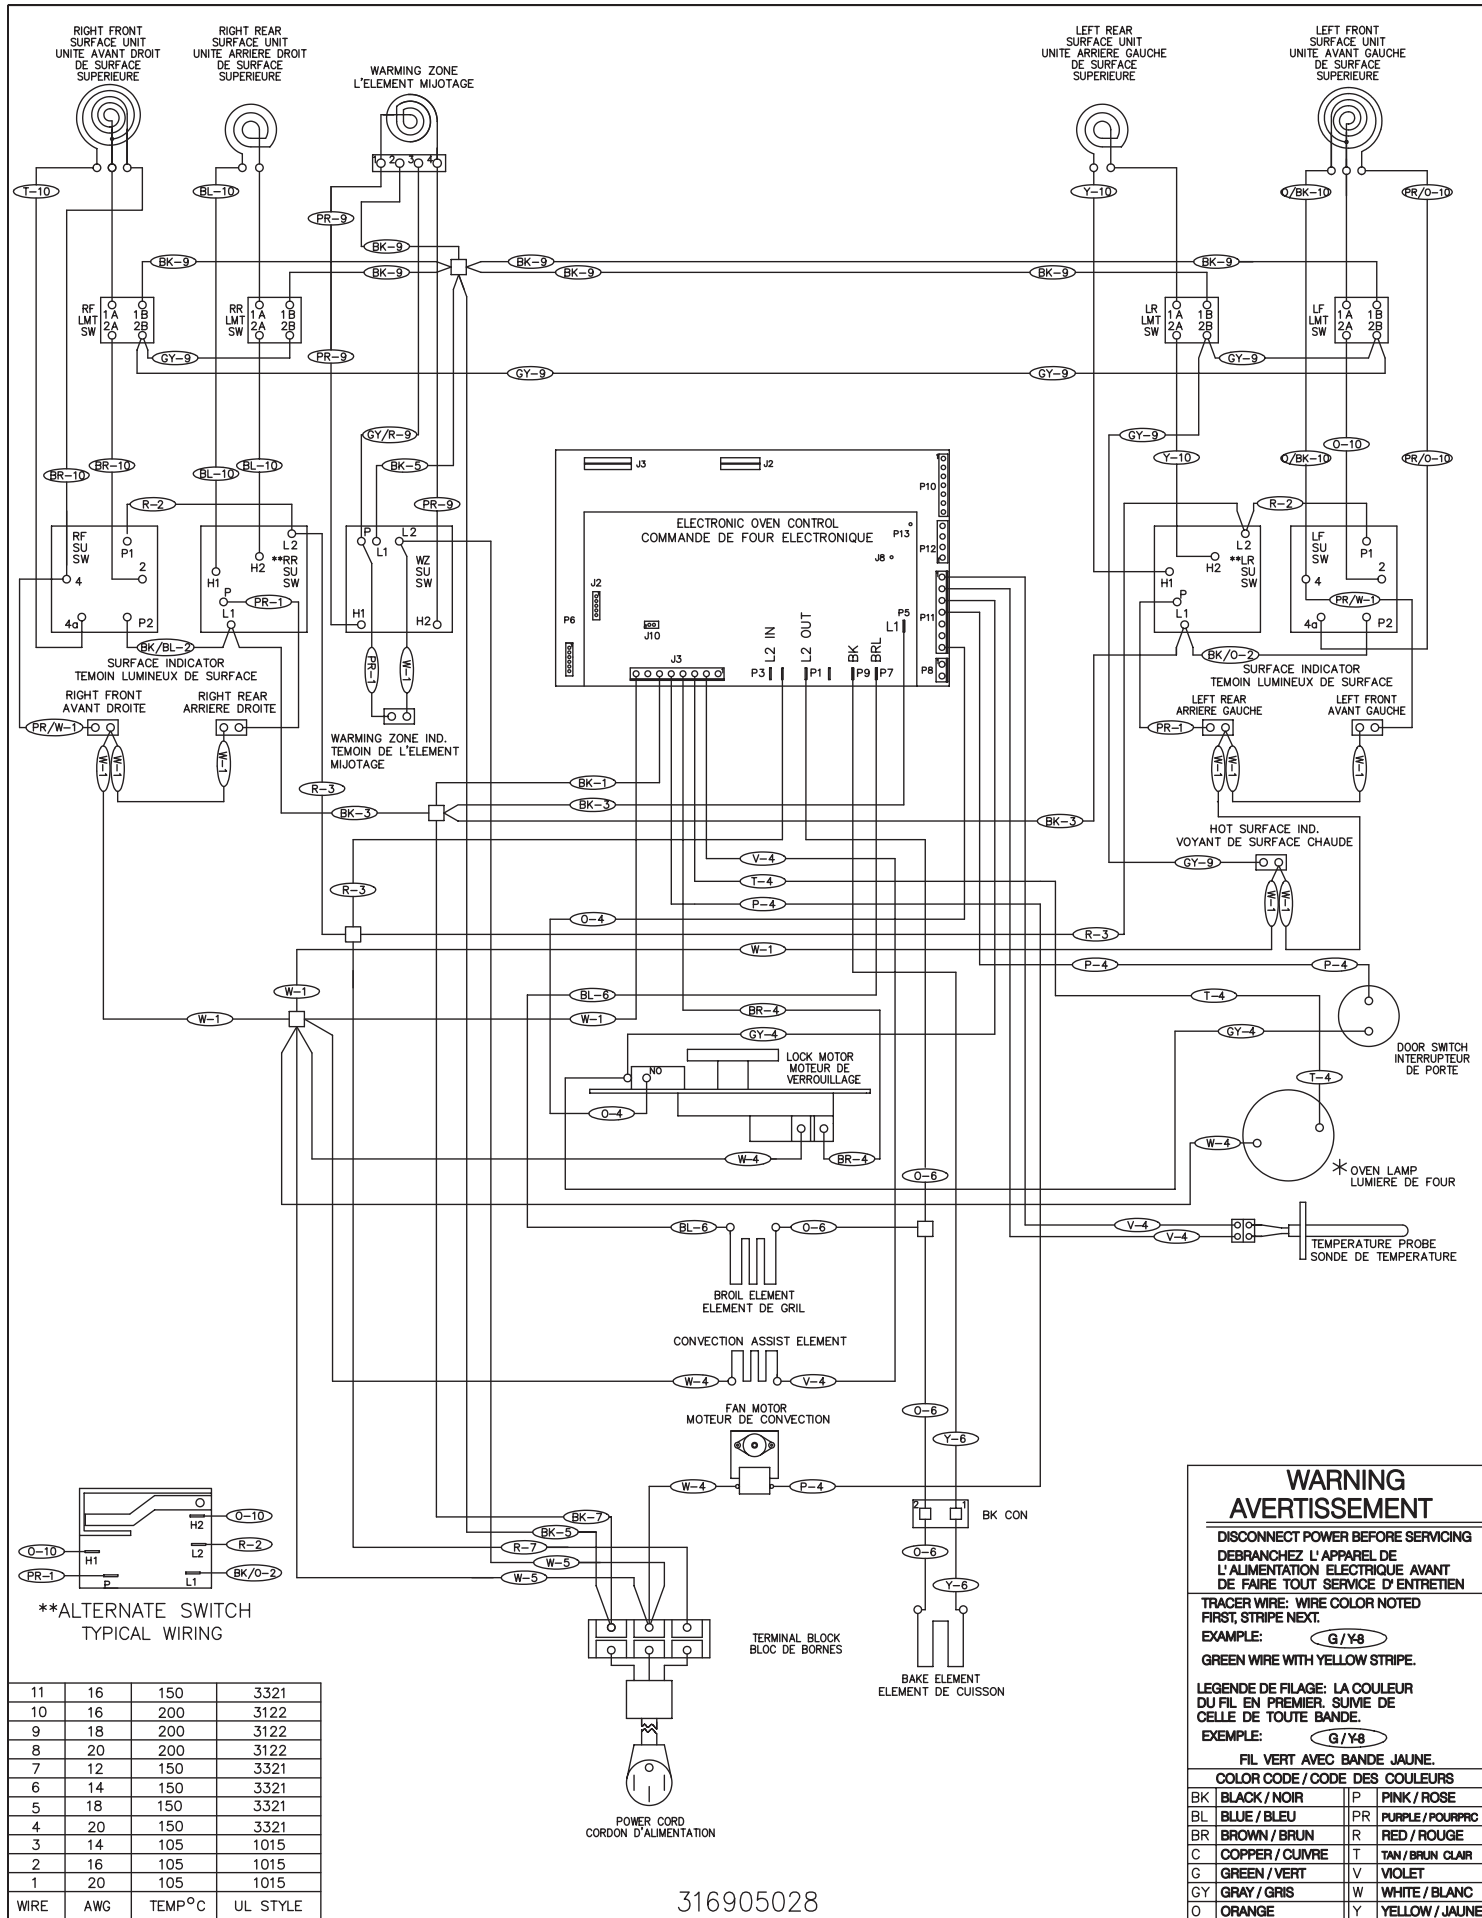 RIGHT FRONT
SURFACE UNIT
UNITE AVANT DROIT
DE SURFACE
SUPERIEURE
RIGHT REAR
SURFACE UNIT
UNITE ARRIERE DROIT
DE SURFACE
SUPERIEURE
WARMING ZONE
L'ELEMENT MIJOTAGE
LEFT REAR
SURFACE UNIT
UNITE ARRIERE GAUCHE
DE SURFACE
SUPERIEURE
LEFT FRONT
SURFACE UNIT
UNITE AVANT GAUCHE
DE SURFACE
SUPERIEURE
1 2 3 4
T-10
BL-10
PR-9
Y-10
O/BK-10
PR/O-10
BK-9
BK-9
BK-9
BK-9
BK-9
BK-9
BK-9
RF
LMT
SW
1A 1B
2A 2B
RR
LMT
SW
1A 1B
2A 2B
LR
LMT
SW
1A 1B
2A 2B
LF
LMT
SW
1A 1B
2A 2B
GY-9
PR-9
GY-9
GY-9
GY-9
GY-9
GY/R-9
GY-9
O-10
BR-10
BR-10
BL-10
BL-10
BK-5
Y-10
O/BK-10
PR/O-10
R-2
PR-9
R-2
J3
J2
P10
ELECTRONIC OVEN CONTROL
COMMANDE DE FOUR ELECTRONIQUE
P13
P12
J8
J2
P6
J10
P5
L1
P11
J3
P3
L2 IN
L2 OUT
P1
BK
P9
BRL
P7
P8
RF
SU
SW
P1
4
2
4a
P2
L2
H1
H2
**RR
SU
SW
P
PR-1
L1
P
L1
L2
WZ
SU
SW
H1
H2
L2
**LR
SU
SW
H1
H2
P
L1
LF
SU
SW
P1
4
2
PR/W-1
4a
P2
BK/BL-2
SURFACE INDICATOR
TEMOIN LUMINEUX DE SURFACE
PR-1
W-1
BK/O-2
SURFACE INDICATOR
TEMOIN LUMINEUX DE SURFACE
RIGHT FRONT
AVANT DROITE
RIGHT REAR
ARRIERE DROITE
LEFT REAR
ARRIERE GAUCHE
LEFT FRONT
AVANT GAUCHE
PR/W-1
PR-1
WARMING ZONE IND.
TEMOIN DE L'ELEMENT
MIJOTAGE
W-1
W-1
W-1
W-1
W-1
W-1
R-3
BK-1
BK-3
BK-3
BK-3
HOT SURFACE IND.
VOYANT DE SURFACE CHAUDE
V-4
GY-9
R-3
T-4
P-4
W-1
W-1
O-4
R-3
W-1
P-4
P-4
W-1
BL-6
T-4
BR-4
W-1
W-1
GY-4
GY-4
DOOR SWITCH
INTERRUPTEUR
DE PORTE
NO
LOCK MOTOR
MOTEUR DE
VERROUILLAGE
T-4
O-4
W-4
BR-4
W-4
O-6
OVEN LAMP
LUMIERE DE FOUR
BL-6
O-6
V-4
V-4
TEMPERATURE PROBE
SONDE DE TEMPERATURE
BROIL ELEMENT
ELEMENT DE GRIL
CONVECTION ASSIST ELEMENT
W-4
V-4
FAN MOTOR
MOTEUR DE CONVECTION
O-6
Y-6
W-4
P-4
2 1
BK CON
BK-7
BK-5
R-7
W-5
W-5
O-6
Y-6
TERMINAL BLOCK
BLOC DE BORNES
BAKE ELEMENT
ELEMENT DE CUISSON
POWER CORD
CORDON D'ALIMENTATION
H2
O-10
L2
R-2
O-10
H1
PR-1
P
L1
BK/O-2
**ALTERNATE SWITCH
TYPICAL WIRING
11 16 150 3321
10 16 200 3122
9 18 200 3122
8 20 200 3122
7 12 150 3321
6 14 150 3321
5 18 150 3321
4 20 150 3321
3 14 105 1015
2 16 105 1015
1 20 105 1015
WIRE AWG TEMP°C UL STYLE
316905028
WARNING
AVERTISSEMENT
DISCONNECT POWER BEFORE SERVICING
DEBRANCHEZ L'APPAREL DE
L'ALIMENTATION ELECTRIQUE AVANT
DE FAIRE TOUT SERVICE D'ENTRETIEN
TRACER WIRE: WIRE COLOR NOTED
FIRST, STRIPE NEXT.
EXAMPLE: G/Y-8
GREEN WIRE WITH YELLOW STRIPE.
LEGENDE DE FILAGE: LA COULEUR
DU FIL EN PREMIER. SUIVIE DE
CELLE DE TOUTE BANDE.
EXEMPLE: G/Y-8
FIL VERT AVEC BANDE JAUNE.
COLOR CODE / CODE DES COULEURS
BK BLACK / NOIR P PINK / ROSE
BL BLUE / BLEU PR PURPLE / POURPRC
BR BROWN / BRUN R RED / ROUGE
C COPPER / CUIVRE T TAN / BRUN CLAIR
G GREEN / VERT V VIOLET
GY GRAY / GRIS W WHITE / BLANC
O ORANGE Y YELLOW / JAUNE